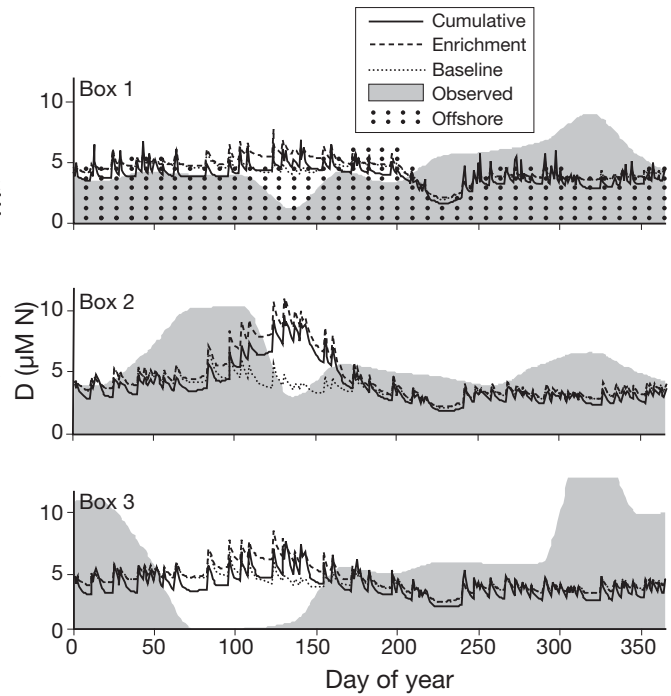 Cumulative
Enrichment
Baseline
Observed
Offshore
Box 1
10
5
0
Box 2
10
5
0
D (µM N)
Box 3
10
5
0
0 50 100 150 200 250 300 350
Day of year